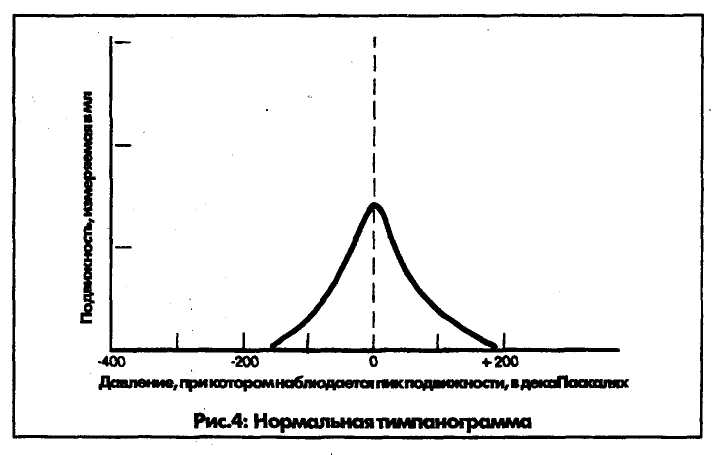 Подвижность, измеряемая в мл
-400 -200 0 +200
Давление, при котором наблюдается пик подвижности, в декаПаскалях
Рис.4: Нормальная тимпанограмма